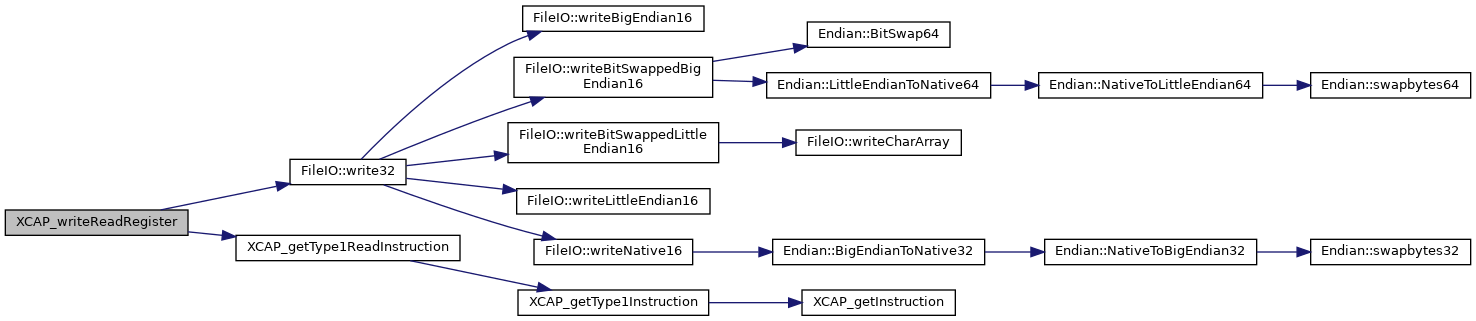 FileIO::writeBigEndian16
Endian::BitSwap64
FileIO::writeBitSwappedBig
Endian16
Endian::LittleEndianToNative64
Endian::NativeToLittleEndian64
Endian::swapbytes64
FileIO::writeBitSwappedLittle
Endian16
FileIO::writeCharArray
FileIO::write32
FileIO::writeLittleEndian16
XCAP_writeReadRegister
XCAP_getType1ReadInstruction
FileIO::writeNative16
Endian::BigEndianToNative32
Endian::NativeToBigEndian32
Endian::swapbytes32
XCAP_getType1Instruction
XCAP_getInstruction